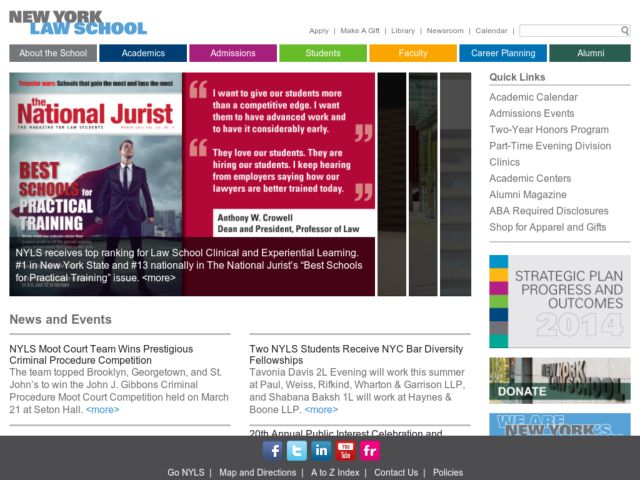 NEW YORK
LAW SCHOOL
Apply | Make A Gift | Library | Newsroom | Calendar |
About the School
Academics
Admissions
Students
Faculty
Career Planning
Alumni
Transfer wars: Schools that gain the most and lose the most
the
National Jurist
THE MAGAZINE FOR LAW STUDENTS
BEST
SCHOOLS for
PRACTICAL
TRAINING
I want to give our students
more than a competitive edge. I want
them to have advanced work and
to have it considerably early.
They love our students. They are
hiring our students. I keep hearing
from employers saying how our
lawyers are better trained today.
Anthony W. Crowell
Dean and President, Professor of Law
NYLS receives top ranking for Law School Clinical and Experiential Learning.
#1 in New York State and #13 nationally in The National Jurist's "Best Schools
for Practical Training" issue. <more>
Quick Links
Academic Calendar
Admissions Events
Two-Year Honors Program
Part-Time Evening Division
Clinics
Academic Centers
Alumni Magazine
ABA Required Disclosures
Shop for Apparel and Gifts
STRATEGIC PLAN
PROGRESS AND
OUTCOMES
2014
DONATE
WE ARE
NEW YORK'S
News and Events
NYLS Moot Court Team Wins Prestigious
Criminal Procedure Competition
The team topped Brooklyn, Georgetown, and St.
John's to win the John J. Gibbons Criminal
Procedure Moot Court Competition held on March
21 at Seton Hall. <more>
Two NYLS Students Receive NYC Bar Diversity
Fellowships
Tavonia Davis 2L Evening will work this summer
at Paul, Weiss, Rifkind, Wharton & Garrison LLP,
and Shabana Baksh 1L will work at Haynes &
Boone LLP. <more>
20th Annual Public Interest Celebration and
f
in
You Tube
fr
Go NYLS | Map and Directions | A to Z Index | Contact Us | Policies